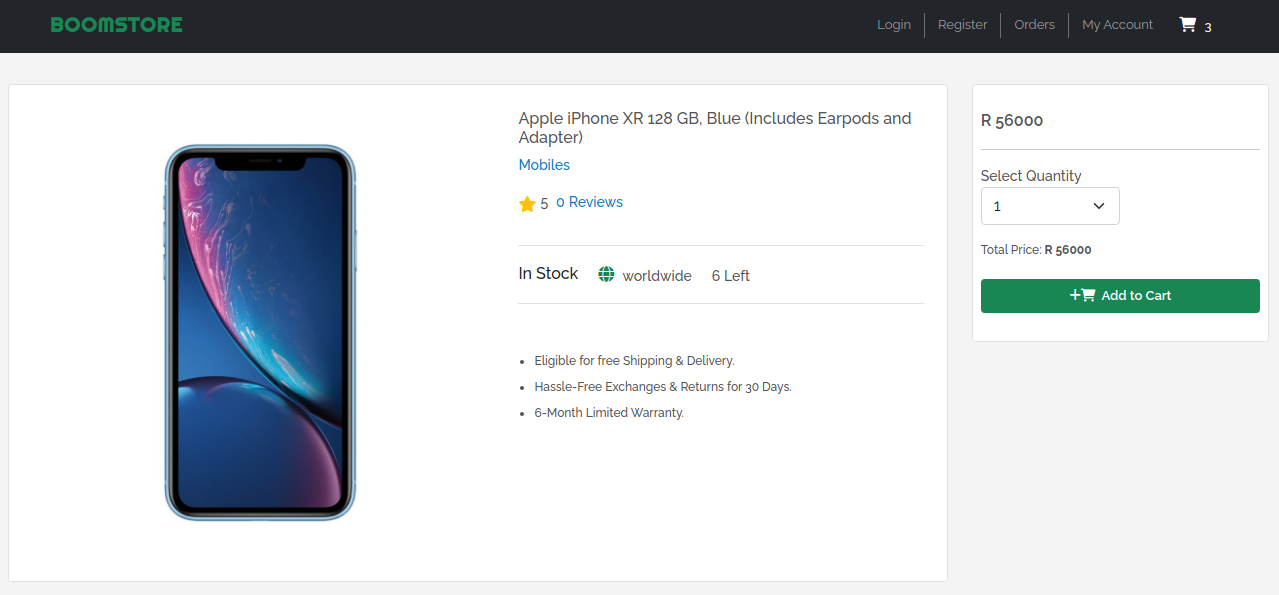 BOOMSTORE
Login
Register
Orders
My Account
3
Apple iPhone XR 128 GB, Blue (Includes Earpods and
Adapter)
Mobiles
5 0 Reviews
In Stock worldwide 6 Left
Eligible for free Shipping & Delivery.
Hassle-Free Exchanges & Returns for 30 Days.
6-Month Limited Warranty.
R 56000
Select Quantity
1
Total Price: R 56000
Add to Cart